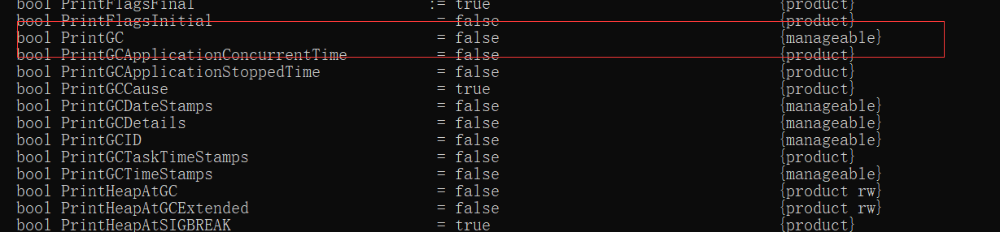 bool PrintFlagsFinal := true {product}
bool PrintFlagsInitial = false {product}
bool PrintGC = false {manageable}
bool PrintGCApplicationConcurrentTime = false {product}
bool PrintGCApplicationStoppedTime = false {product}
bool PrintGCCause = true {product}
bool PrintGCDateStamps = false {manageable}
bool PrintGCDetails = false {manageable}
bool PrintGCID = false {manageable}
bool PrintGCTaskTimeStamps = false {product}
bool PrintGCTimeStamps = false {manageable}
bool PrintHeapAtGC = false {product rw}
bool PrintHeapAtGCExtended = false {product rw}
bool PrintHeapAtSIGBREAK = true {product}